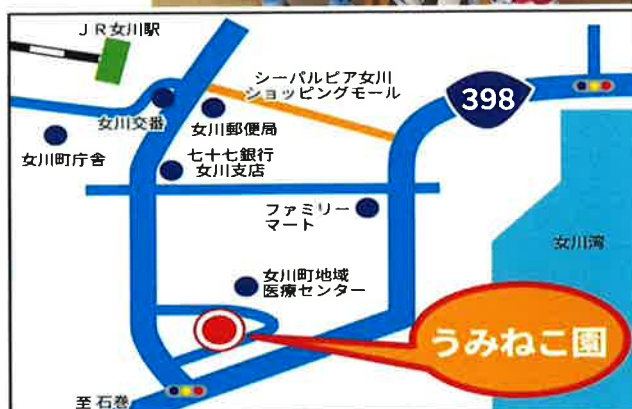 JR女川駅
シーパルピア女川
ショッピングモール
398
女川交番
女川郵便局
女川町庁舎
七十七銀行
女川支店
ファミリー
マート
女川湾
女川町地域
医療センター
うみねこ園
至 石巻